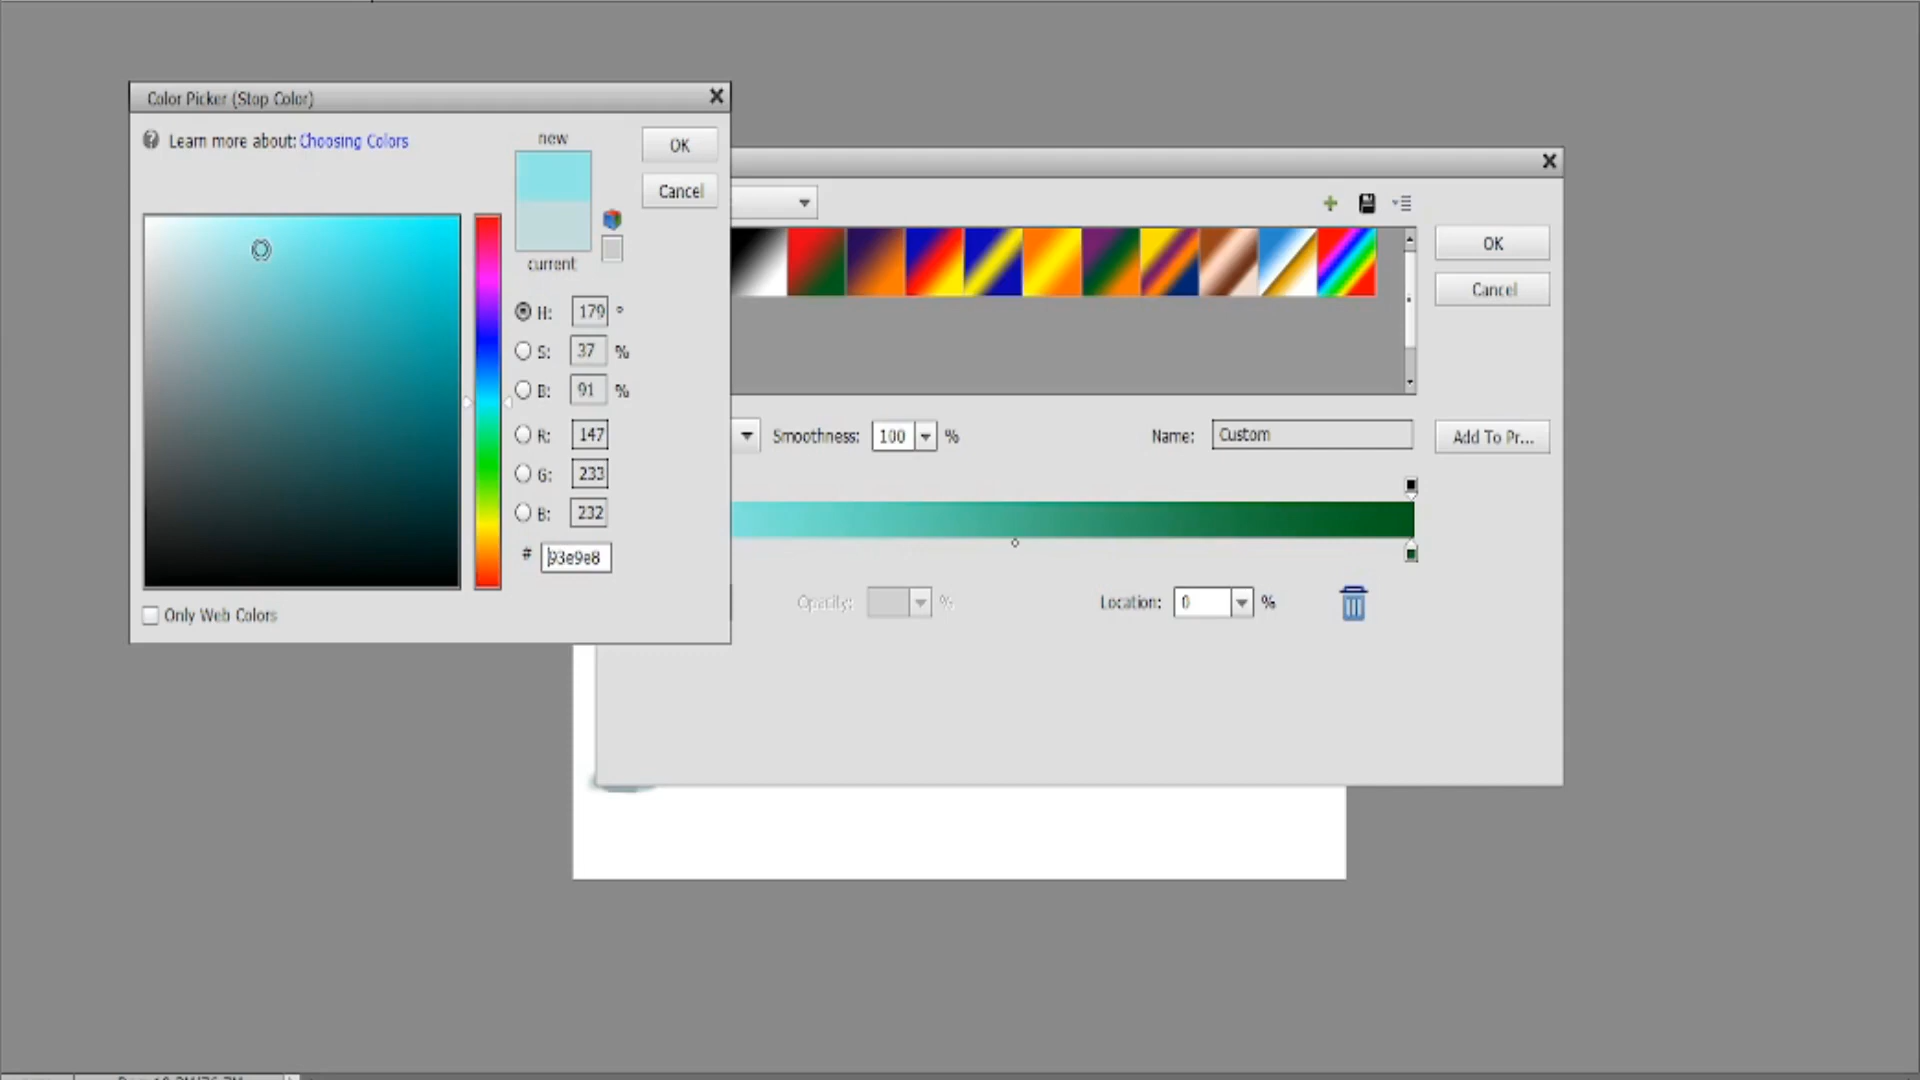 Color Picker (Stop Color)
Learn more about: Choosing Colors
new
OK
Cancel
current
H: 179 °
S: 37 %
B: 91 %
R: 147
G: 233
B: 232
# 93e9e8
Only Web Colors
OK
Cancel
Smoothness: 100 %
Name: Custom
Add To Pr...
Opacity: %
Location: 0 %